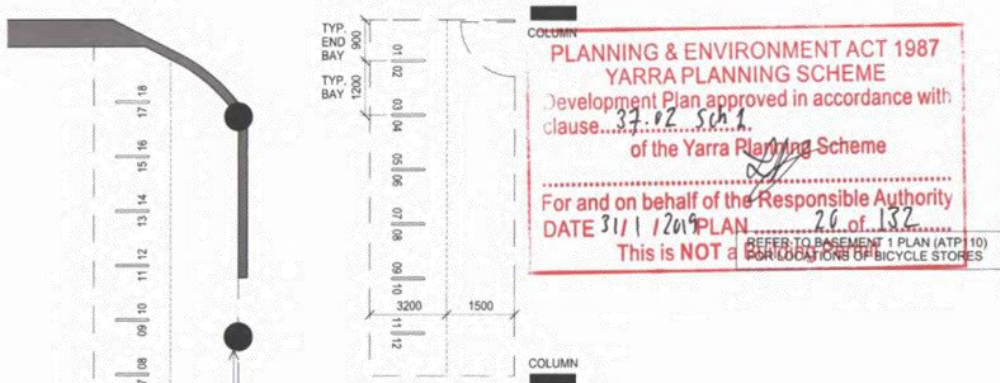 18
17
16
15
14
13
12
11
10
09
08
TYP.
END
BAY
900
TYP.
BAY
1200
01
02
03
04
05
06
07
08
09
10
11
12
3200
1500
COLUMN
PLANNING & ENVIRONMENT ACT 1987
YARRA PLANNING SCHEME
Development Plan approved in accordance with
clause....37.02 Sch 1.
of the Yarra Planning Scheme
For and on behalf of the Responsible Authority
DATE 31/1/2019 PLAN ..........20 of 132
This is NOT a Building Permit
REFER TO BASEMENT 1 PLAN (ATP110)
FOR LOCATIONS OF BICYCLE STORES
COLUMN